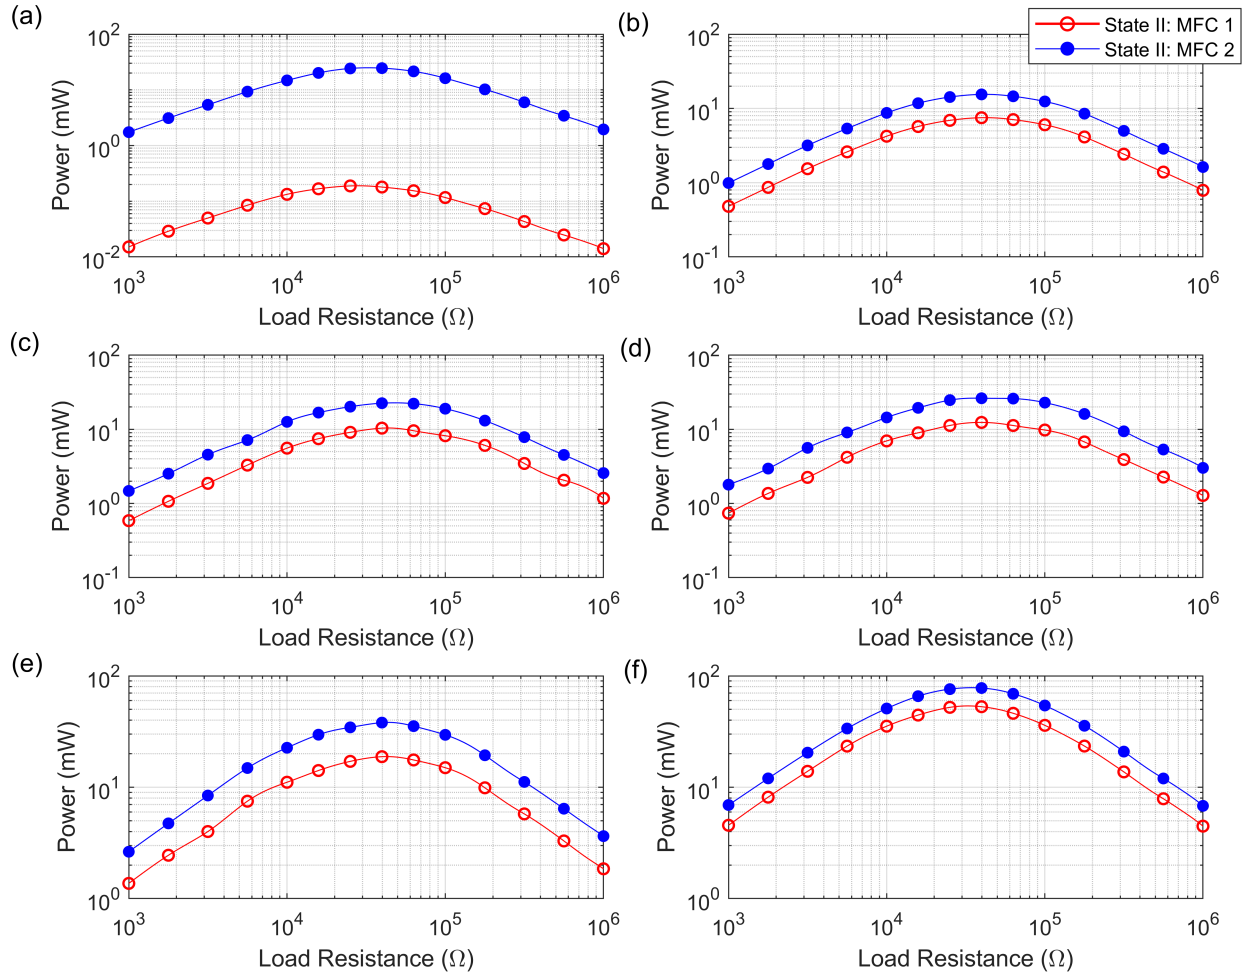 (a)
10^2
10^0
10^-2
Power (mW)
10^3 10^4 10^5 10^6
Load Resistance (Ω)
(b)
State II: MFC 1
State II: MFC 2
10^2
10^1
10^0
10^-1
Power (mW)
10^3 10^4 10^5 10^6
Load Resistance (Ω)
(c)
10^2
10^1
10^0
10^-1
Power (mW)
10^3 10^4 10^5 10^6
Load Resistance (Ω)
(d)
10^2
10^1
10^0
10^-1
Power (mW)
10^3 10^4 10^5 10^6
Load Resistance (Ω)
(e)
10^2
10^1
10^0
Power (mW)
10^3 10^4 10^5 10^6
Load Resistance (Ω)
(f)
10^2
10^1
10^0
Power (mW)
10^3 10^4 10^5 10^6
Load Resistance (Ω)